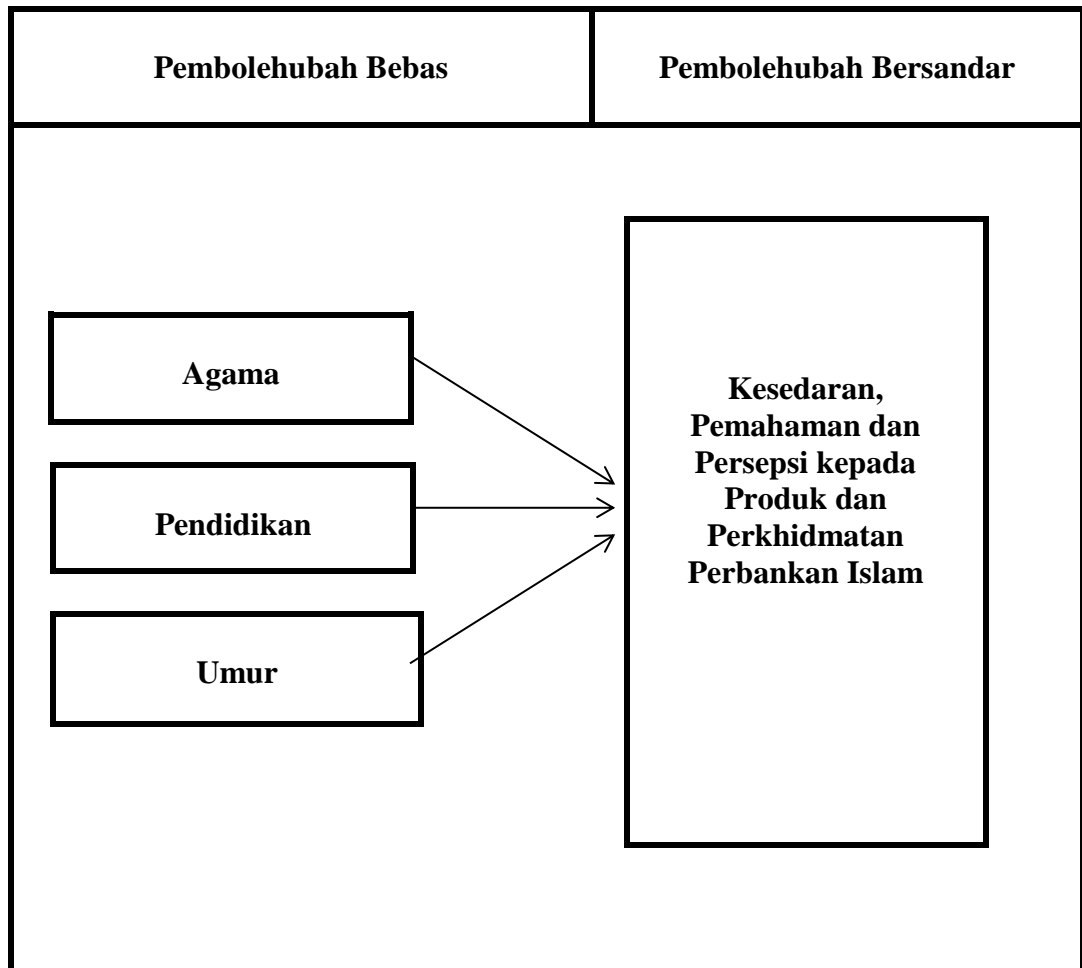 Pembolehubah Bebas
Pembolehubah Bersandar
Agama
Pendidikan
Umur
Kesedaran,
Pemahaman dan
Persepsi kepada
Produk dan
Perkhidmatan
Perbankan Islam